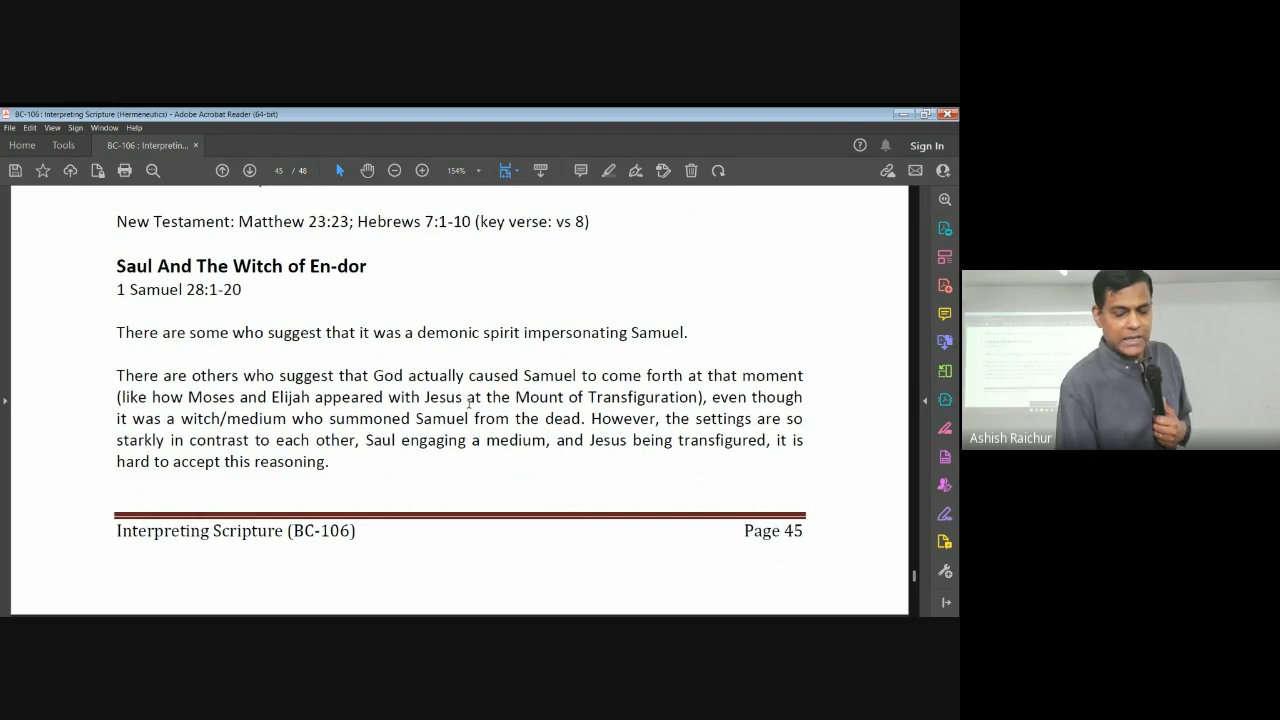 BC-106 : Interpreting Scripture (Hermeneutics) - Adobe Acrobat Reader (64-bit)
File Edit View Sign Window Help
Home Tools BC-106 : Interpretin... × Sign In
45 / 48 154%
New Testament: Matthew 23:23; Hebrews 7:1-10 (key verse: vs 8)
Saul And The Witch of En-dor
1 Samuel 28:1-20
There are some who suggest that it was a demonic spirit impersonating Samuel.
There are others who suggest that God actually caused Samuel to come forth at that moment
(like how Moses and Elijah appeared with Jesus at the Mount of Transfiguration), even though
it was a witch/medium who summoned Samuel from the dead. However, the settings are so
starkly in contrast to each other, Saul engaging a medium, and Jesus being transfigured, it is
hard to accept this reasoning.
Interpreting Scripture (BC-106) Page 45
Ashish Raichur